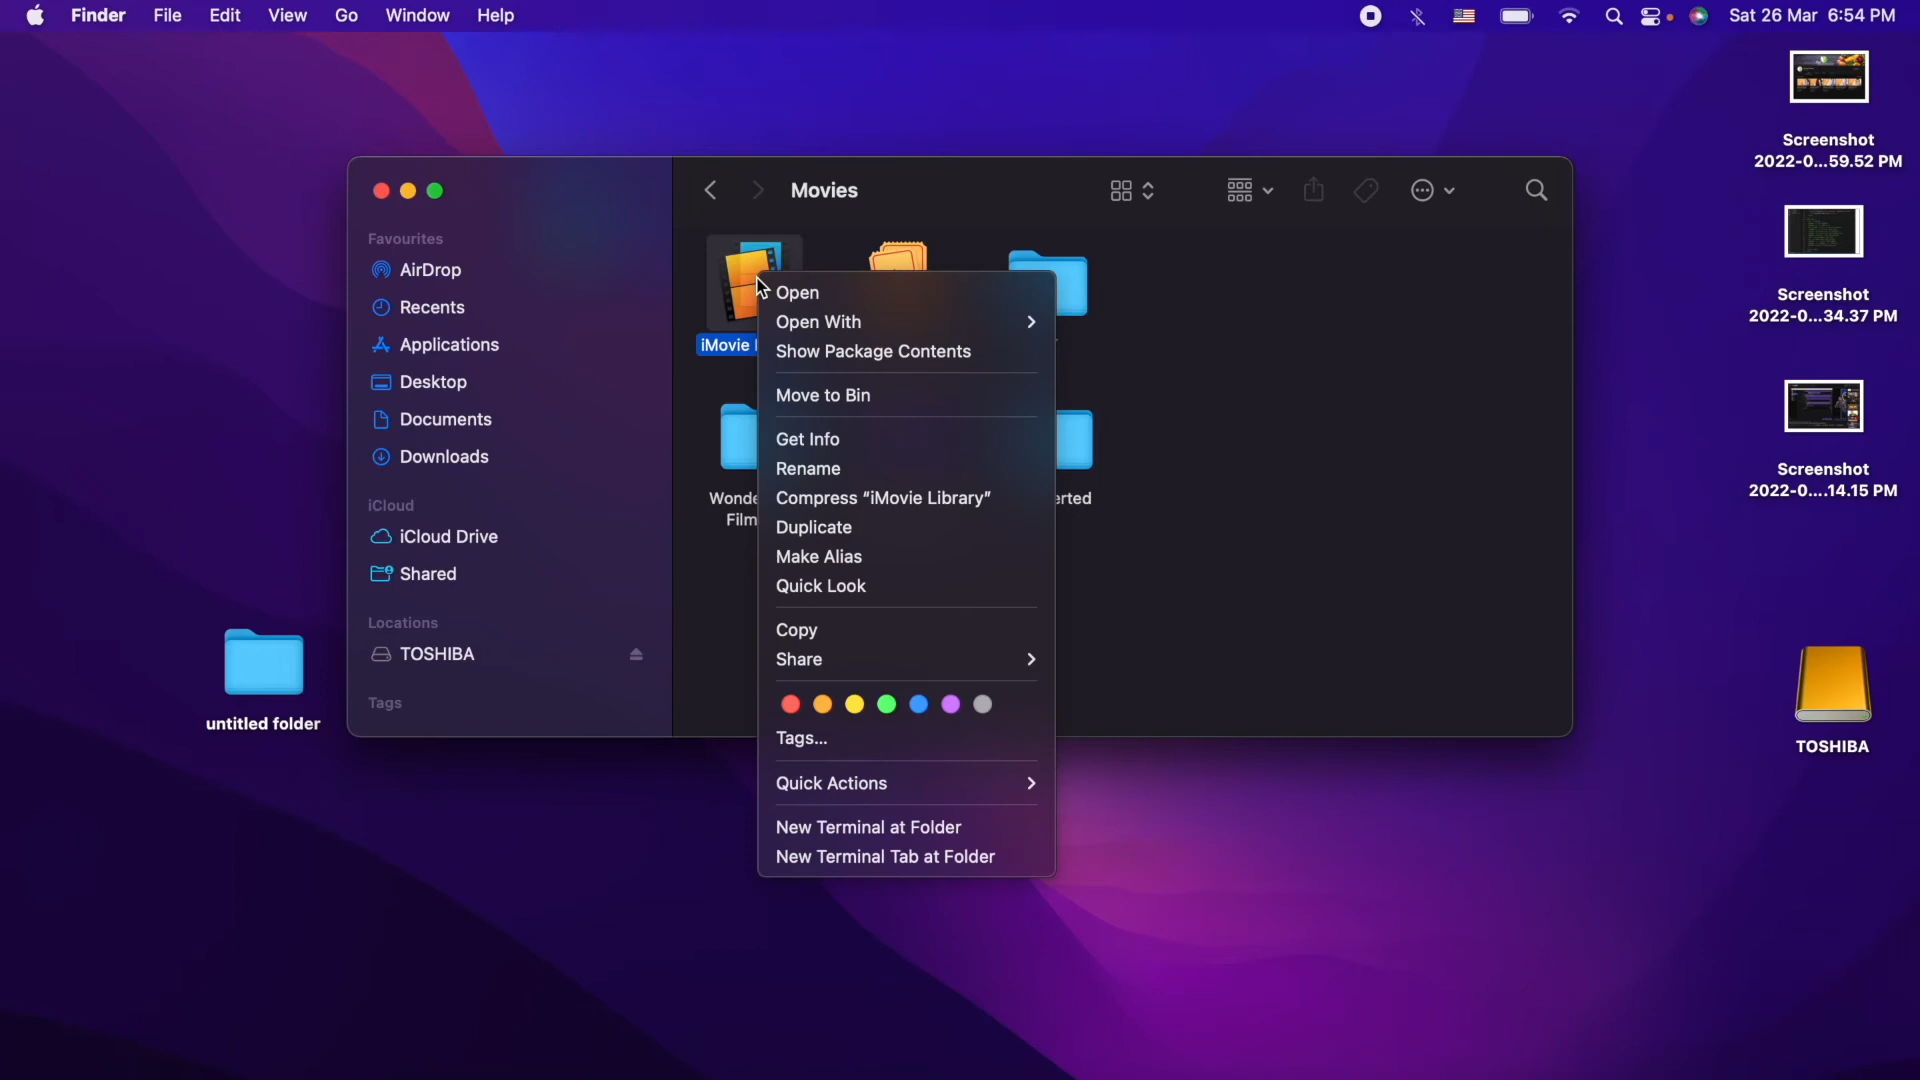 Finder File Edit View Go Window Help Sat 26 Mar 6:54 PM
Movies
Favourites
AirDrop
Recents
Applications
Desktop
Documents
Downloads
iCloud
iCloud Drive
Shared
Locations
TOSHIBA
Tags
iMovie
Wonde
Film
erted
Open
Open With
Show Package Contents
Move to Bin
Get Info
Rename
Compress “iMovie Library”
Duplicate
Make Alias
Quick Look
Copy
Share
Tags...
Quick Actions
New Terminal at Folder
New Terminal Tab at Folder
untitled folder
Screenshot
2022-0...59.52 PM
Screenshot
2022-0...34.37 PM
Screenshot
2022-0....14.15 PM
TOSHIBA